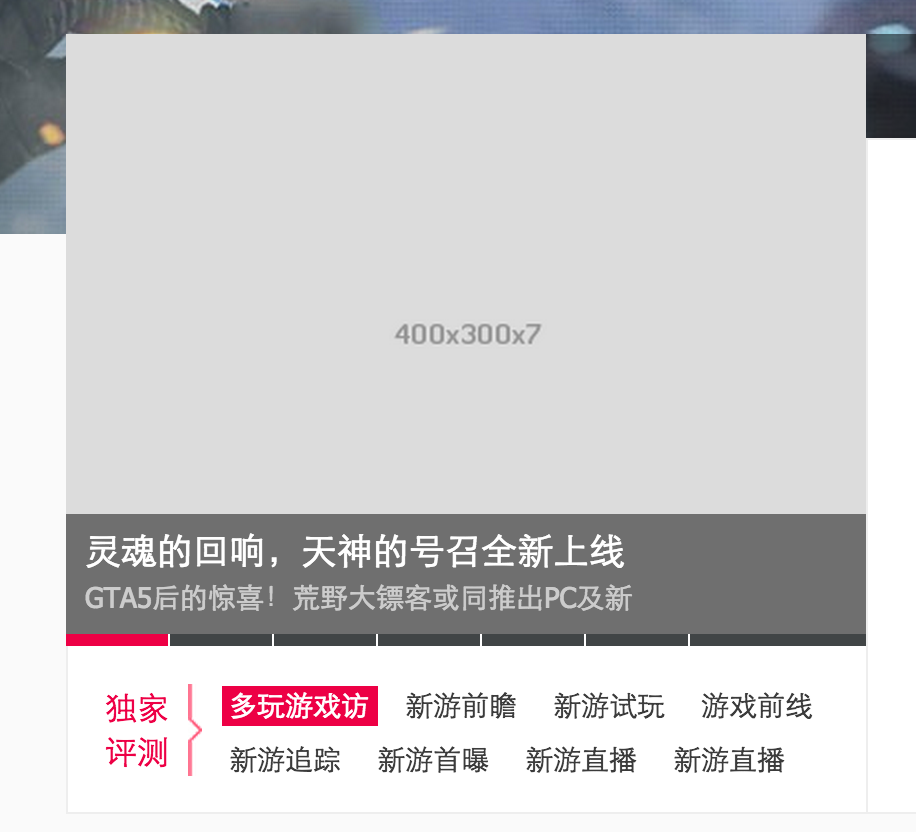 400x300x7
灵魂的回响，天神的号召全新上线
GTA5后的惊喜！荒野大镖客或同推出PC及新
独家
评测
多玩游戏访 新游前瞻 新游试玩 游戏前线
新游追踪 新游首曝 新游直播 新游直播